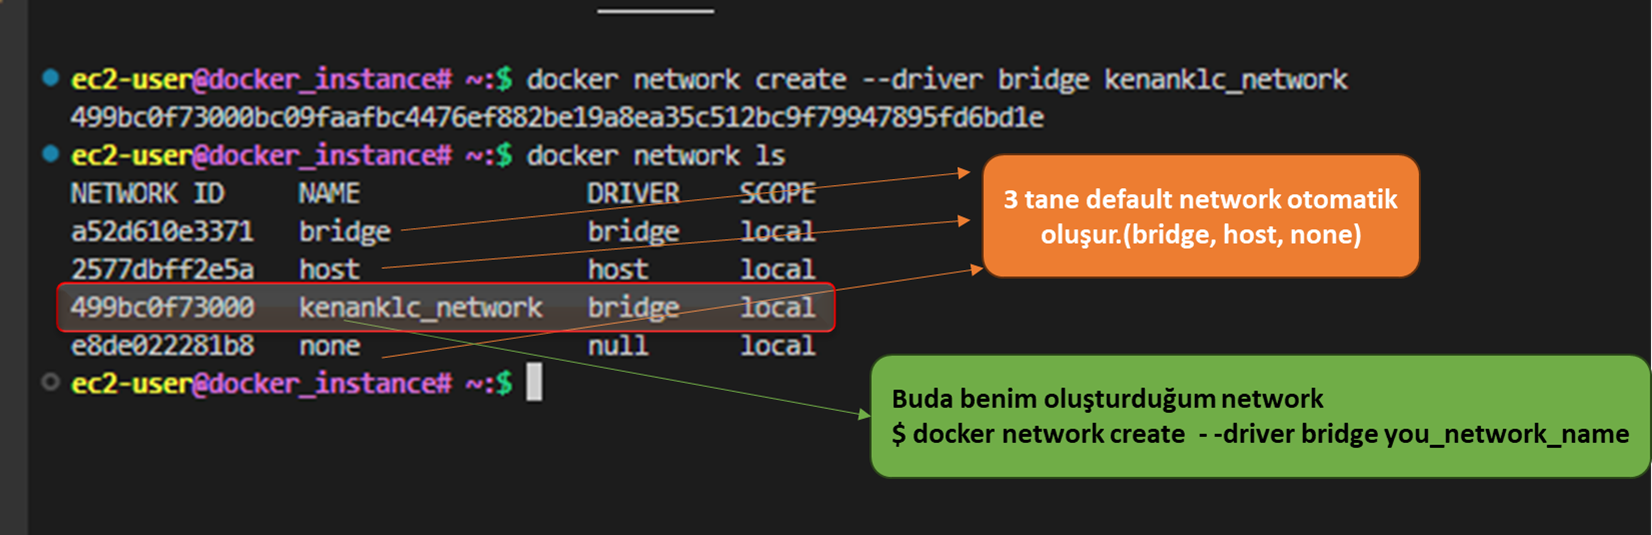 ec2-user@docker_instance# ~:$ docker network create --driver bridge kenanklc_network
499bc0f73000bc09faafbc4476ef882be19a8ea35c512bc9f79947895fd6bd1e
ec2-user@docker_instance# ~:$ docker network ls
NETWORK ID NAME DRIVER SCOPE
a52d610e3371 bridge bridge local
2577dbff2e5a host host local
499bc0f73000 kenanklc_network bridge local
e8de022281b8 none null local
ec2-user@docker_instance# ~:$
3 tane default network otomatik
oluşur.(bridge, host, none)
Buda benim oluşturduğum network
$ docker network create - -driver bridge you_network_name